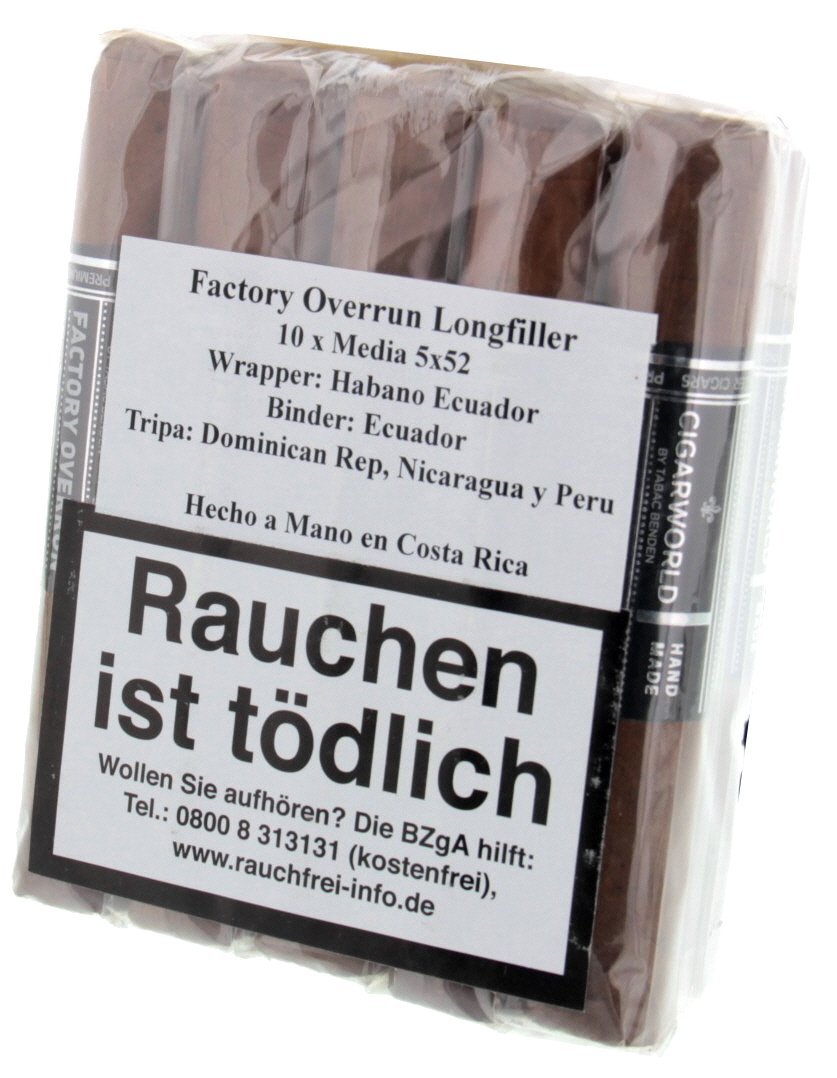 Factory Overrun Longfiller
10 x Media 5x52
Wrapper: Habano Ecuador
Binder: Ecuador
Tripa: Dominican Rep, Nicaragua y Peru
Hecho a Mano en Costa Rica
Rauchen
ist tödlich
Wollen Sie aufhören? Die BZgA hilft:
Tel.: 0800 8 313131 (kostenfrei),
www.rauchfrei-info.de
FACTORY OVERRUN
CIGARS
CIGARWORLD
BY TABAC BENDEN
HAND
MADE